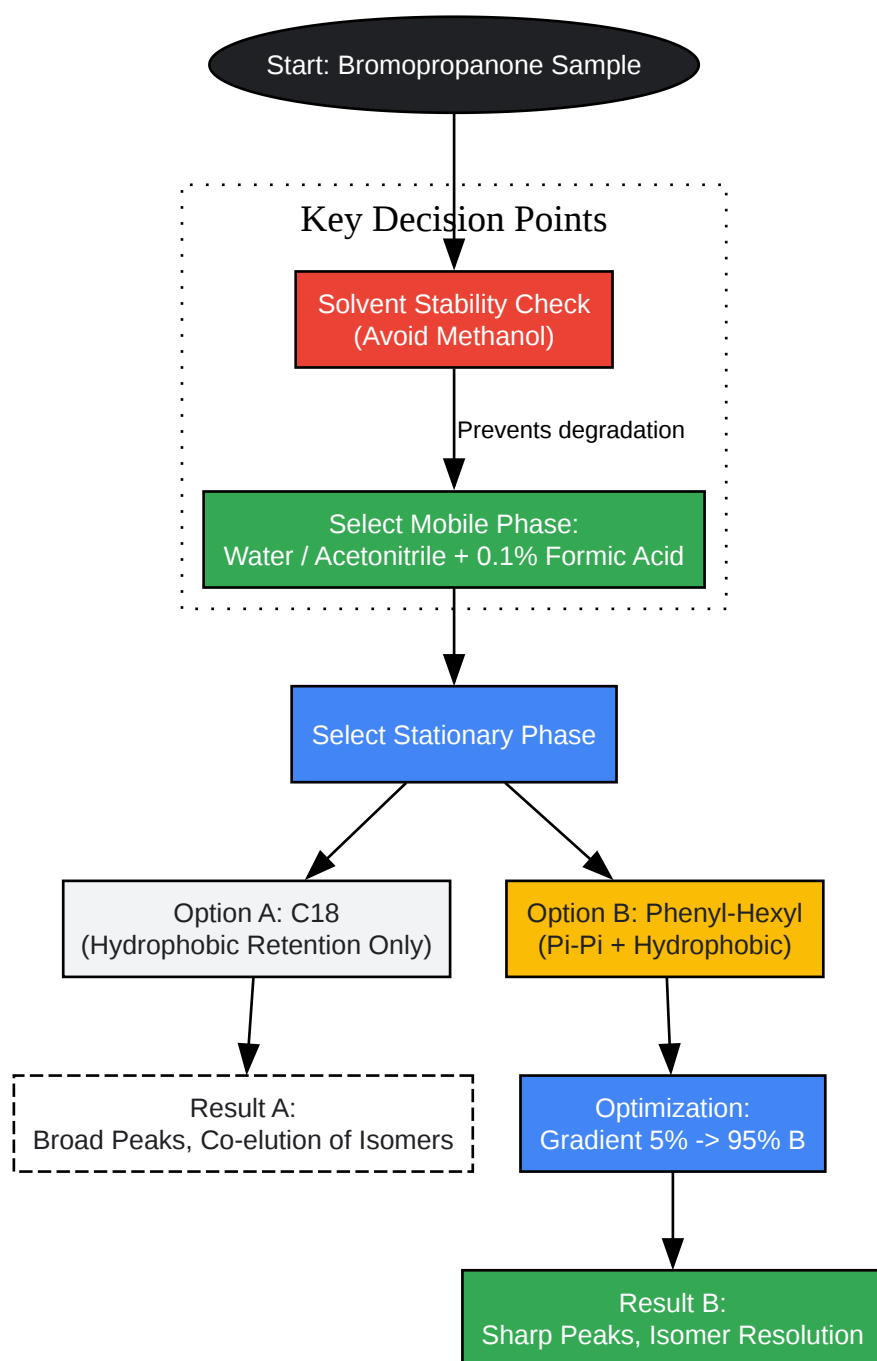 Start: Bromopropanone Sample
Key Decision Points
Solvent Stability Check
(Avoid Methanol)
Prevents degradation
Select Mobile Phase:
Water / Acetonitrile + 0.1% Formic Acid
Select Stationary Phase
Option A: C18
(Hydrophobic Retention Only)
Option B: Phenyl-Hexyl
(Pi-Pi + Hydrophobic)
Result A:
Broad Peaks, Co-elution of Isomers
Optimization:
Gradient 5% -> 95% B
Result B:
Sharp Peaks, Isomer Resolution